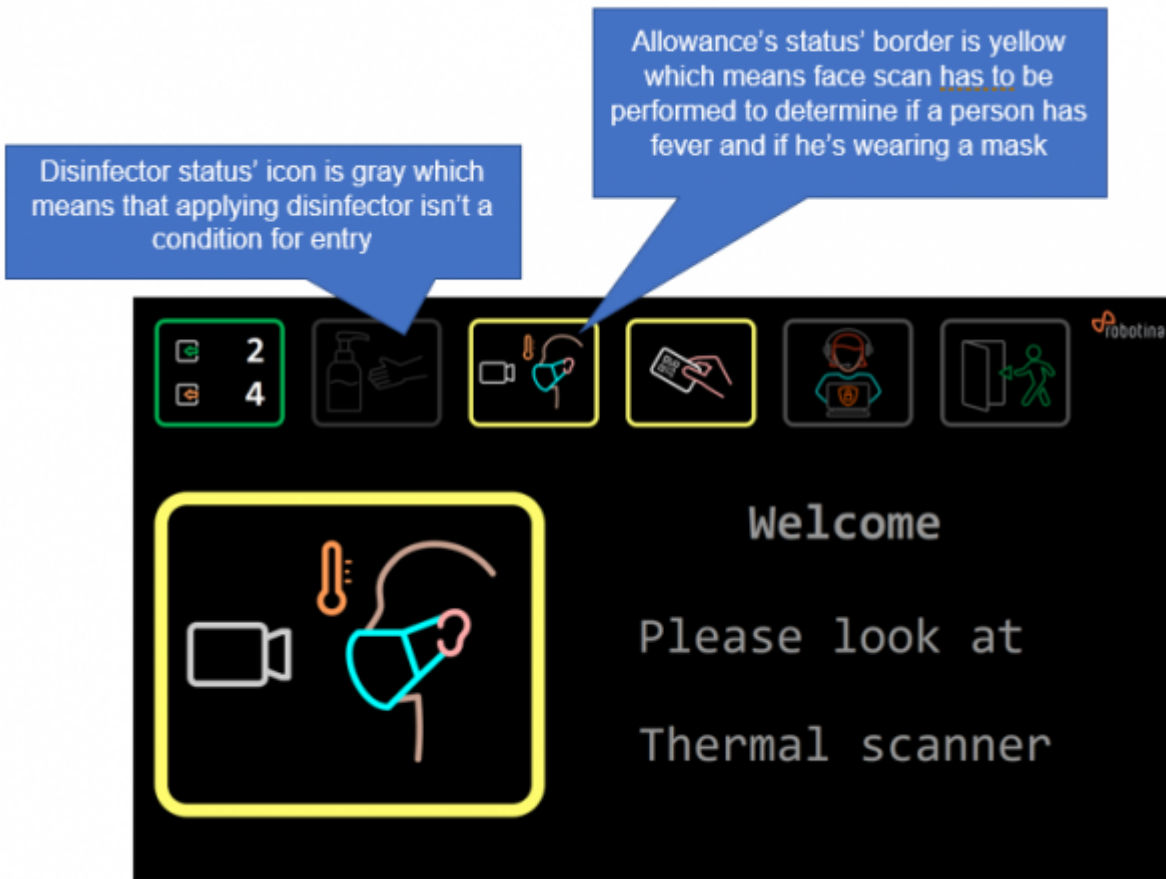 Allowance’s status’ border is yellow
which means face scan has to be
performed to determine if a person has
fever and if he’s wearing a mask
Disinfector status’ icon is gray which
means that applying disinfector isn’t a
condition for entry
2
4
robotina
Welcome
Please look at
Thermal scanner